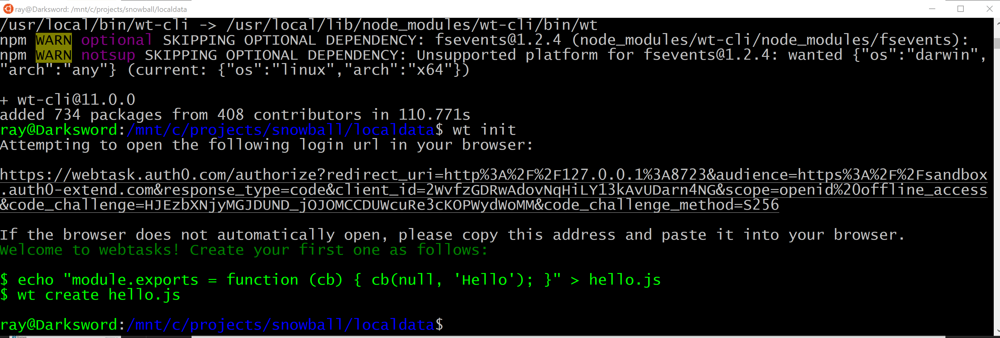 ray@Darksword: /mnt/c/projects/snowball/localdata
/usr/local/bin/wt-cli -> /usr/local/lib/node_modules/wt-cli/bin/wt
npm WARN optional SKIPPING OPTIONAL DEPENDENCY: fsevents@1.2.4 (node_modules/wt-cli/node_modules/fsevents):
npm WARN notsup SKIPPING OPTIONAL DEPENDENCY: Unsupported platform for fsevents@1.2.4: wanted {"os":"darwin",
"arch":"any"} (current: {"os":"linux","arch":"x64"})
+ wt-cli@11.0.0
added 734 packages from 408 contributors in 110.771s
ray@Darksword:/mnt/c/projects/snowball/localdata$ wt init
Attempting to open the following login url in your browser:
https://webtask.auth0.com/authorize?redirect_uri=http%3A%2F%2F127.0.0.1%3A8723&audience=https%3A%2F%2Fsandbox
.auth0-extend.com&response_type=code&client_id=2WvfzGDRwAdovNqHiLY13kAvUDarn4NG&scope=openid%20offline_access
&code_challenge=HJEzbXNjyMGJDUND_jOJOMCCDUWcuRe3cKOPWydWoMM&code_challenge_method=S256
If the browser does not automatically open, please copy this address and paste it into your browser.
Welcome to webtasks! Create your first one as follows:
$ echo "module.exports = function (cb) { cb(null, 'Hello'); }" > hello.js
$ wt create hello.js
ray@Darksword:/mnt/c/projects/snowball/localdata$
Pearson